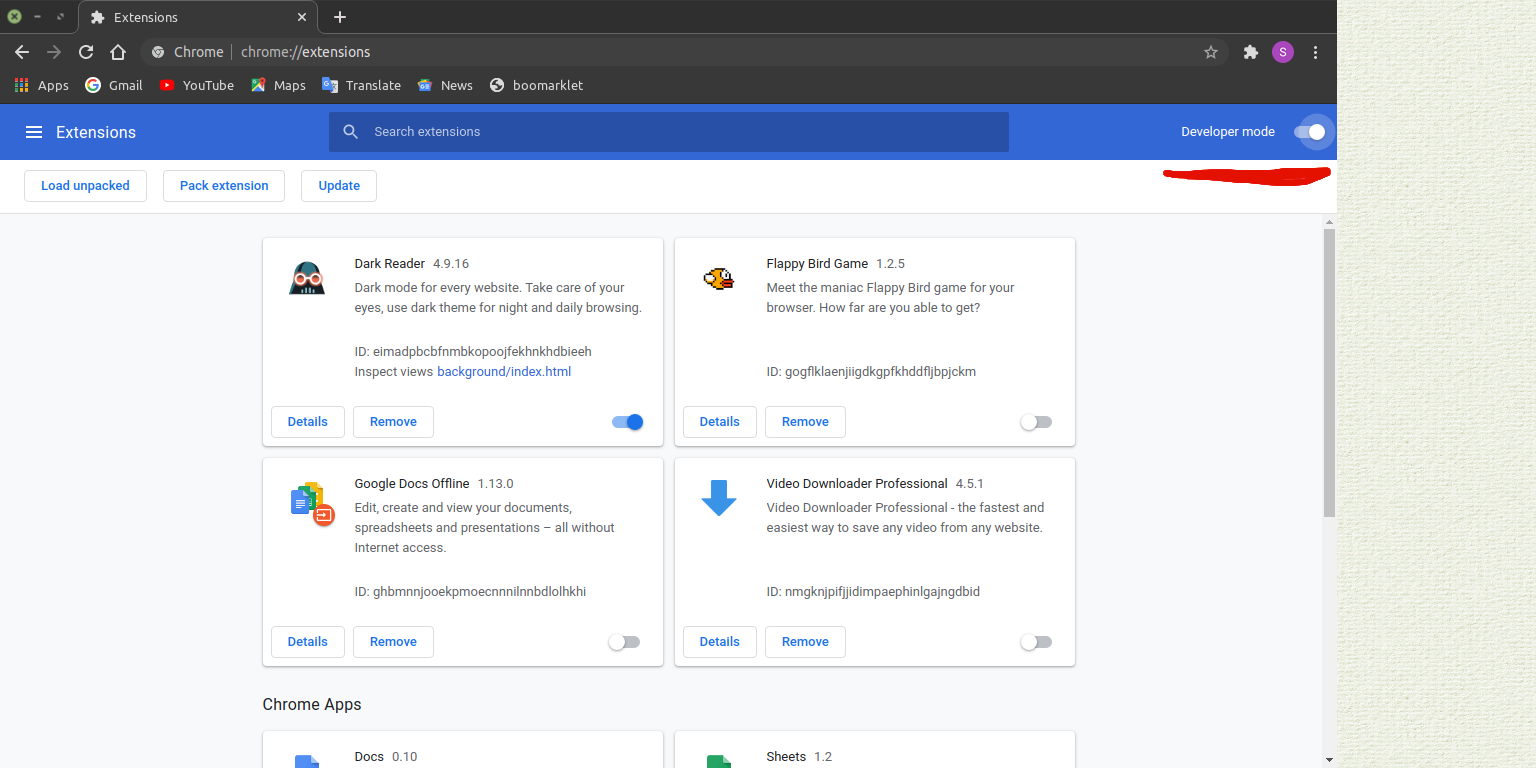 Extensions
Chrome chrome://extensions
S
Apps Gmail YouTube Maps Translate News boomarklet
Extensions Search extensions Developer mode
Load unpacked Pack extension Update
Dark Reader 4.9.16
Dark mode for every website. Take care of your
eyes, use dark theme for night and daily browsing.
ID: eimadpbcbfnmbkopoojfekhnkhdbieeh
Inspect views background/index.html
Details Remove
Flappy Bird Game 1.2.5
Meet the maniac Flappy Bird game for your
browser. How far are you able to get?
ID: gogflklaenjiigdkgpfkhddfljbpjckm
Details Remove
Google Docs Offline 1.13.0
Edit, create and view your documents,
spreadsheets and presentations – all without
Internet access.
ID: ghbmnnjooekpmoecnnnilnnbdlolhkhi
Details Remove
Video Downloader Professional 4.5.1
Video Downloader Professional - the fastest and
easiest way to save any video from any website.
ID: nmgknjpifjjidimpaephinlgajngdbid
Details Remove
Chrome Apps
Docs 0.10
Sheets 1.2